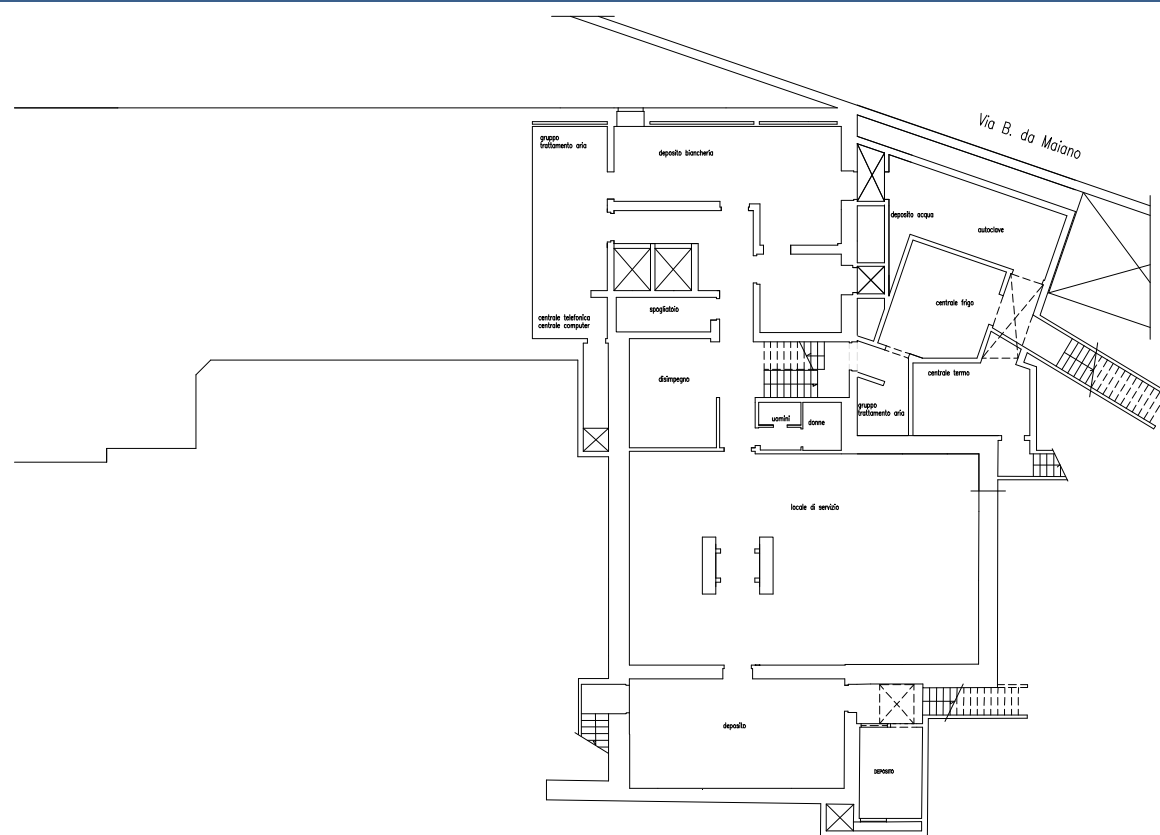 Via B. da Maiano
gruppo
trattamento aria
deposito biancheria
deposito acqua
autoclave
centrale frigo
centrale telefonica
centrale computer
spogliatoio
disimpegno
centrale termo
gruppo
trattamento aria
uomini
donne
locale di servizio
deposito
DEPOSITO